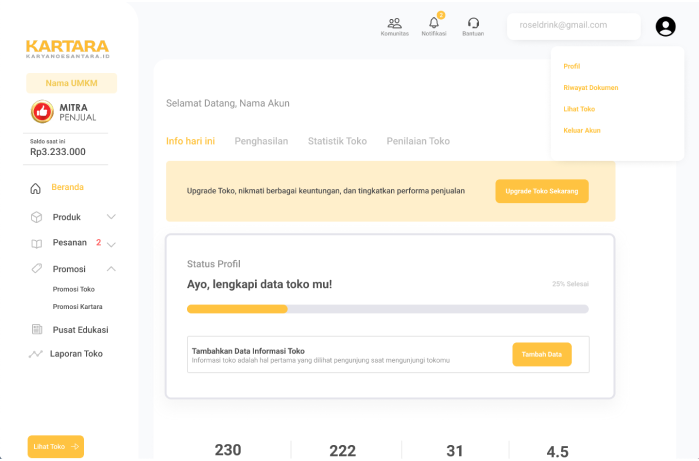 KARTARA
KARYANGESANTARA.ID
Nama UMKM
MITRA
PENJUAL
Saldo saat ini
Rp3.233.000
Beranda
Produk
Pesanan 2
Promosi
Promosi Toko
Promosi Kartara
Pusat Edukasi
Laporan Toko
Lihat Toko
Komunitas
2
Notifikasi
Bantuan
roseldrink@gmail.com
Profil
Riwayat Dokumen
Lihat Toko
Keluar Akun
Selamat Datang, Nama Akun
Info hari ini Penghasilan Statistik Toko Penilaian Toko
Upgrade Toko, nikmati berbagai keuntungan, dan tingkatkan performa penjualan
Upgrade Toko Sekarang
Status Profil
Ayo, lengkapi data toko mu!
25% Selesai
Tambahkan Data Informasi Toko
Informasi toko adalah hal pertama yang dilihat pengunjung saat mengunjungi tokomu
Tambah Data
230 222 31 4.5